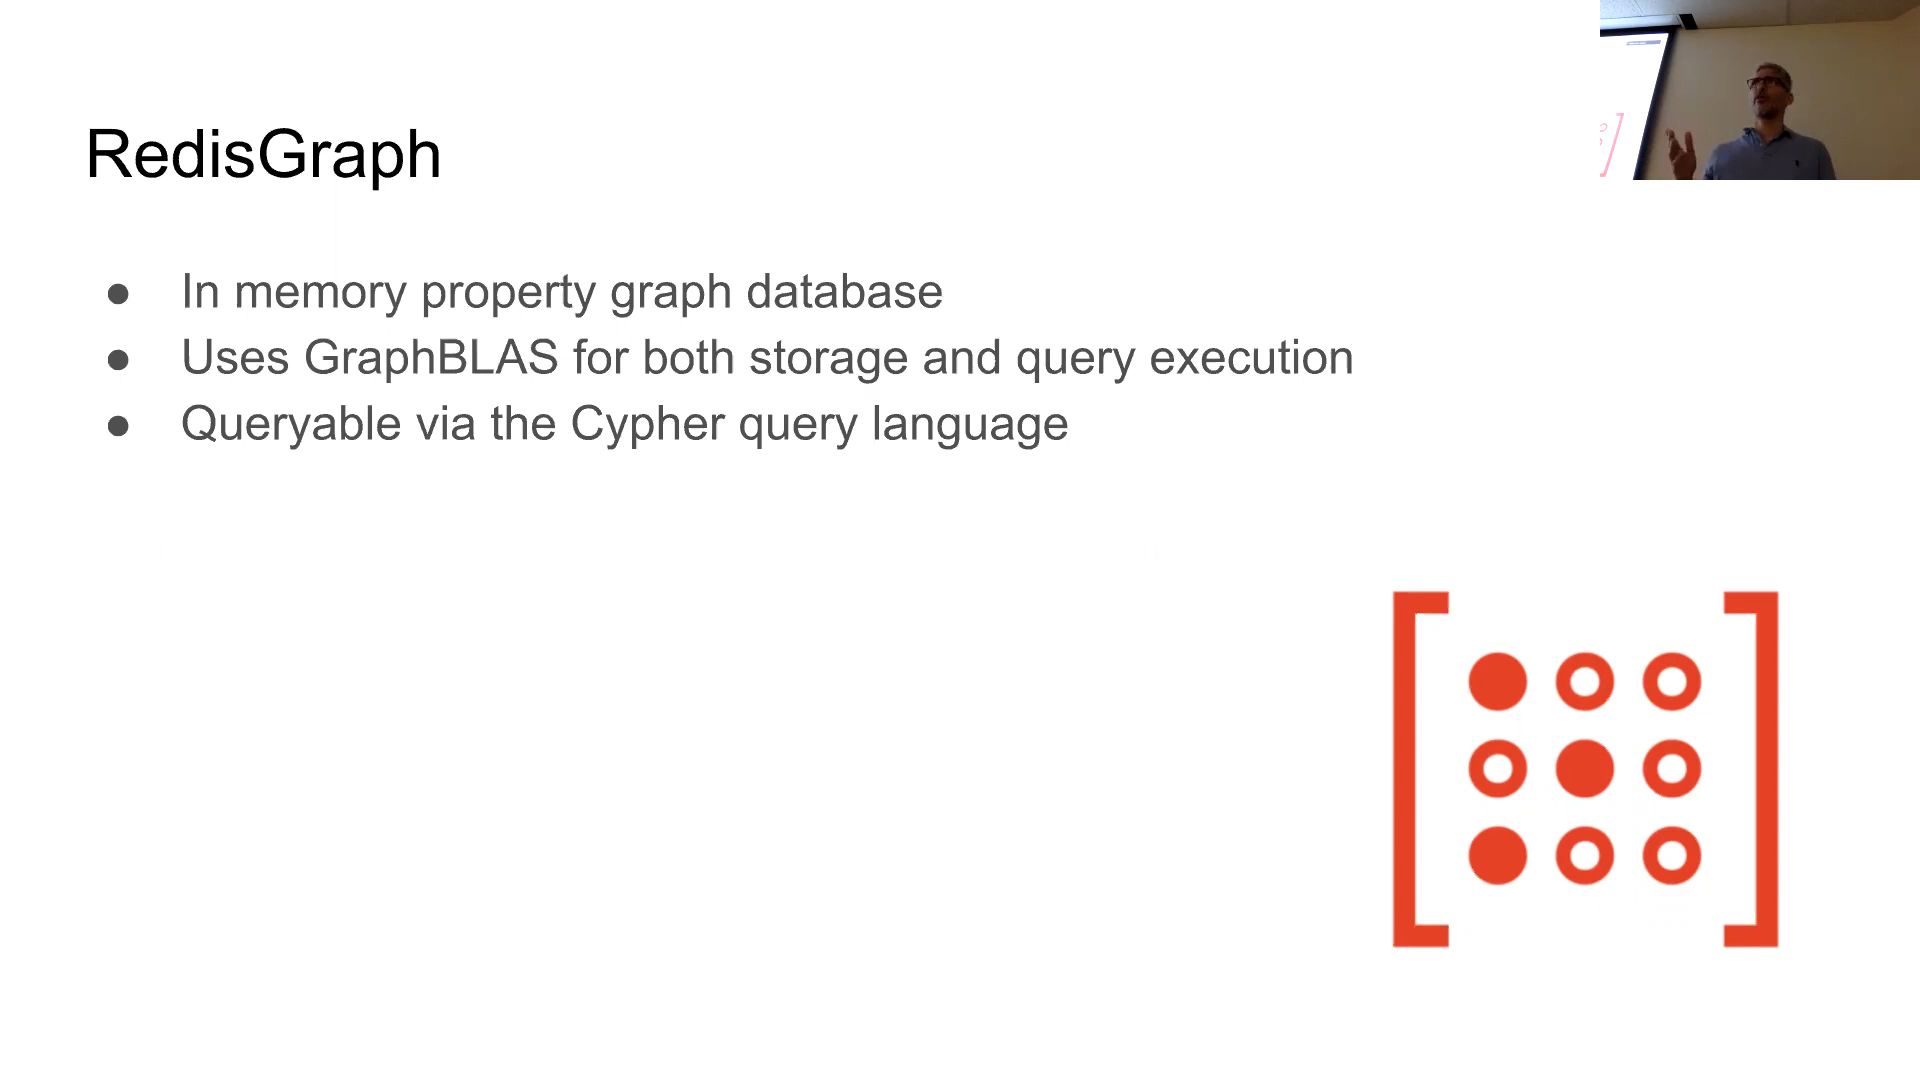 RedisGraph
● In memory property graph database
● Uses GraphBLAS for both storage and query execution
● Queryable via the Cypher query language